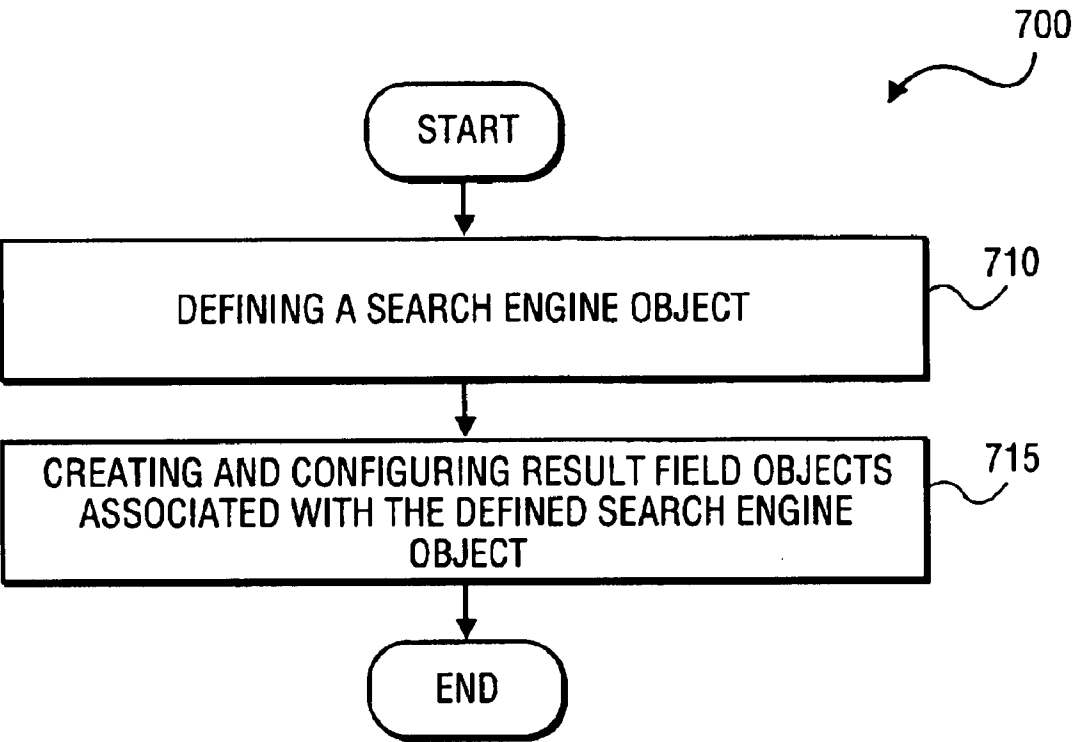 700
START
710
DEFINING A SEARCH ENGINE OBJECT
715
CREATING AND CONFIGURING RESULT FIELD OBJECTS
ASSOCIATED WITH THE DEFINED SEARCH ENGINE
OBJECT
END